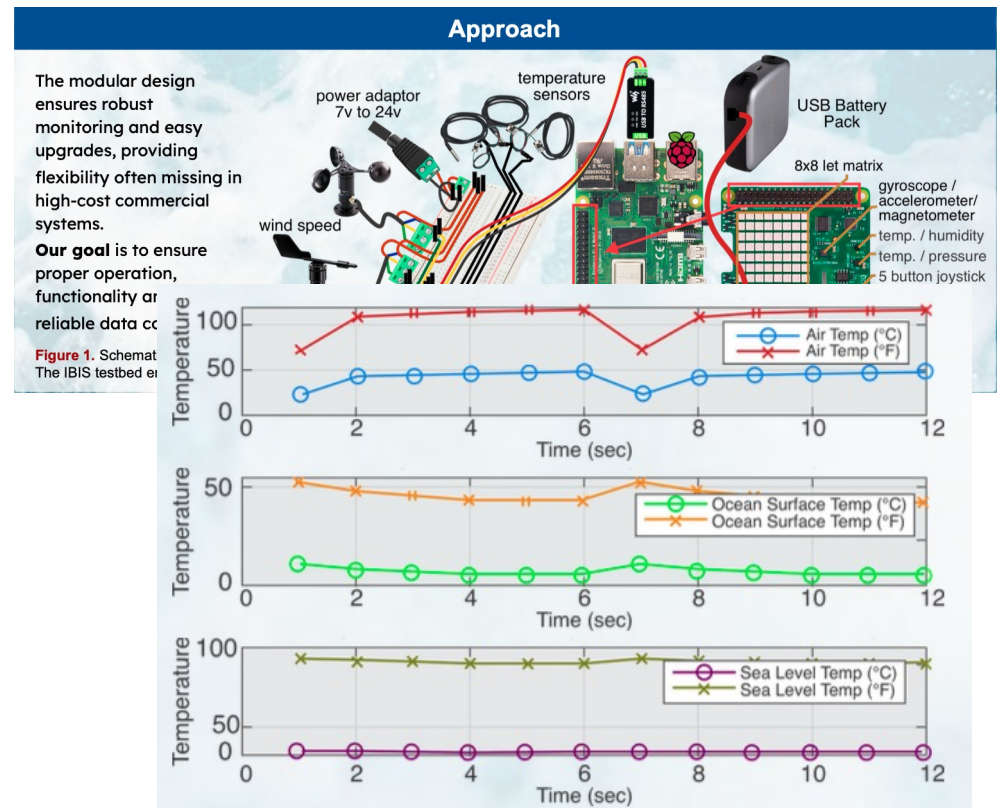 Approach
The modular design
ensures robust
monitoring and easy
upgrades, providing
flexibility often missing in
high-cost commercial
systems.
Our goal is to ensure
proper operation,
functionality
reliable data
Figure 1.
The IBIS testbed
power adaptor
7v to 24v
wind speed
temperature
sensors
USB TO RS485
USB
HDMI
USB Battery
Pack
8x8 let matrix
gyroscope /
accelerometer/
magnetometer
temp. / humidity
temp. / pressure
5 button joystick
Temperature
100
50
0
Air Temp (°C)
Air Temp (°F)
0 2 4 6 8 10 12
Time (sec)
Temperature
50
0
Ocean Surface Temp (°C)
Ocean Surface Temp (°F)
0 2 4 6 8 10 12
Time (sec)
Temperature
100
50
0
Sea Level Temp (°C)
Sea Level Temp (°F)
0 2 4 6 8 10 12
Time (sec)